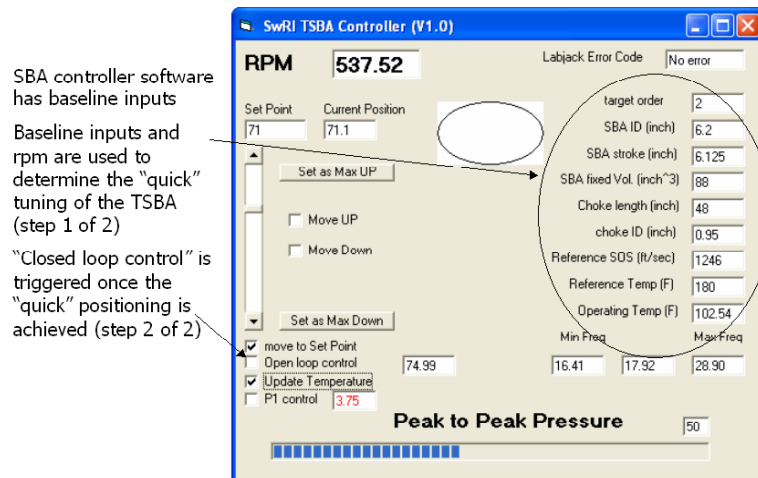 SwRI TSBA Controller (V1.0)
RPM
537.52
Labjack Error Code
No error
SBA controller software
has baseline inputs
Baseline inputs and
rpm are used to
determine the “quick”
tuning of the TSBA
(step 1 of 2)
“Closed loop control” is
triggered once the
“quick” positioning is
achieved (step 2 of 2)
Set Point
Current Position
71
71.1
Set as Max UP
Move UP
Move Down
Set as Max Down
target order
2
SBA ID (inch)
6.2
SBA stroke (inch)
6.125
SBA fixed Vol. (inch^3)
88
Choke length (inch)
48
choke ID (inch)
0.95
Reference SOS (ft/sec)
1246
Reference Temp (F)
180
Operating Temp (F)
102.54
move to Set Point
Open loop control
74.99
Update Temperature
P1 control
3.75
Min Freq
Max Freq
16.41
17.92
28.90
Peak to Peak Pressure
50